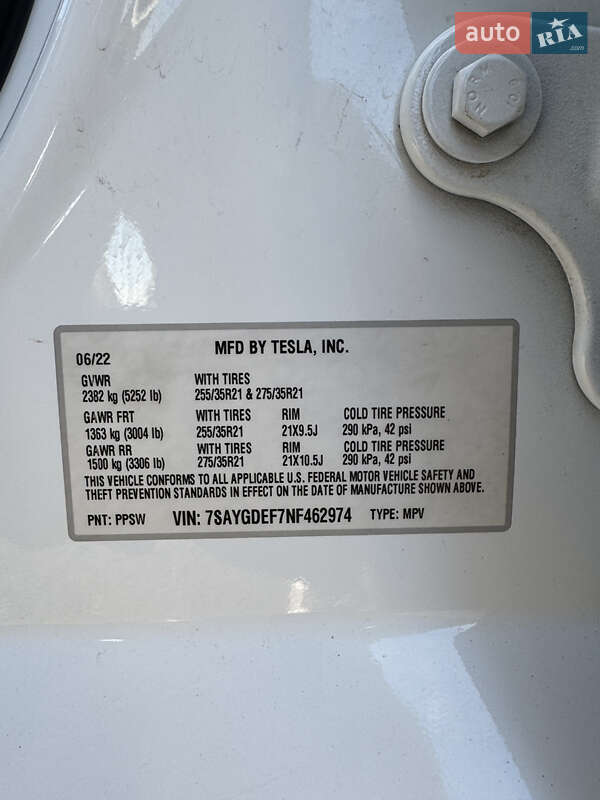 auto RIA .com
06/22 MFD BY TESLA, INC.
GVWR WITH TIRES
2382 kg (5252 lb) 255/35R21 & 275/35R21
GAWR FRT WITH TIRES RIM COLD TIRE PRESSURE
1363 kg (3004 lb) 255/35R21 21X9.5J 290 kPa, 42 psi
GAWR RR WITH TIRES RIM COLD TIRE PRESSURE
1500 kg (3306 lb) 275/35R21 21X10.5J 290 kPa, 42 psi
THIS VEHICLE CONFORMS TO ALL APPLICABLE U.S. FEDERAL MOTOR VEHICLE SAFETY AND
THEFT PREVENTION STANDARDS IN EFFECT ON THE DATE OF MANUFACTURE SHOWN ABOVE.
PNT: PPSW VIN: 7SAYGDEF7NF462974 TYPE: MPV